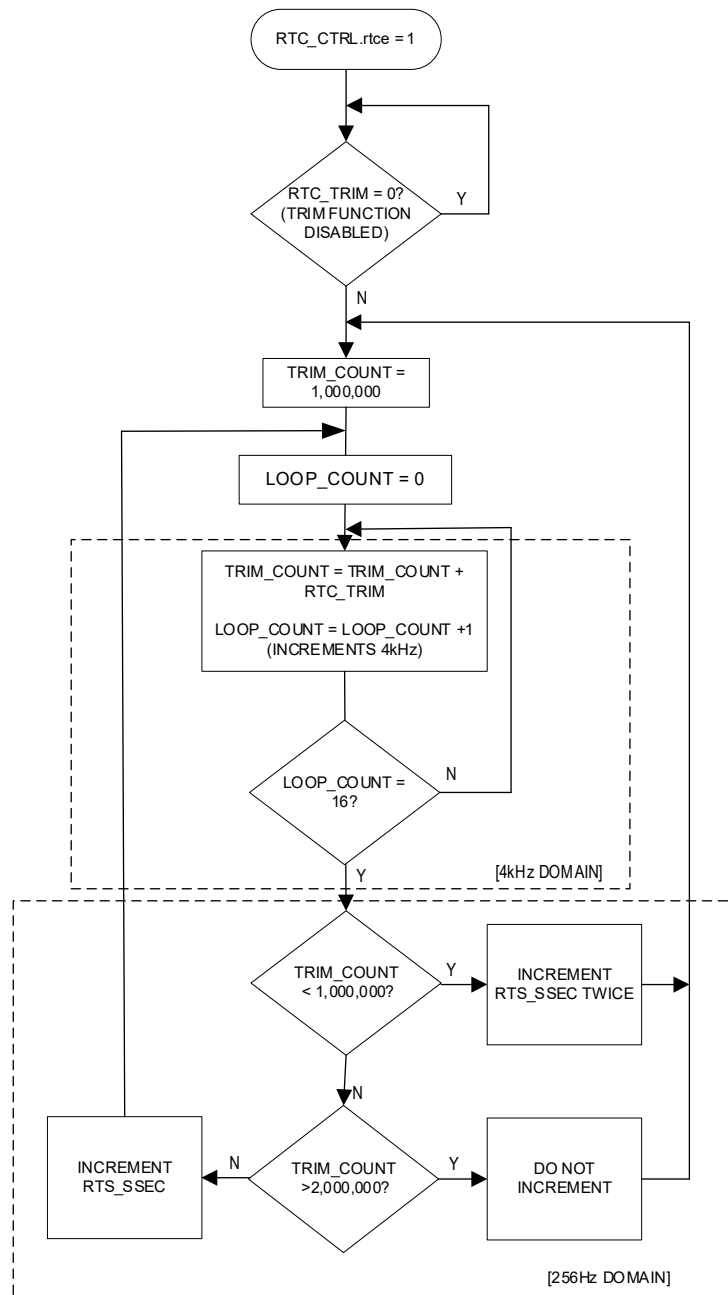 RTC_CTRL.rtce = 1
RTC_TRIM = 0?
(TRIM FUNCTION
DISABLED)
Y
N
TRIM_COUNT =
1,000,000
LOOP_COUNT = 0
TRIM_COUNT = TRIM_COUNT +
RTC_TRIM
LOOP_COUNT = LOOP_COUNT +1
(INCREMENTS 4kHz)
LOOP_COUNT =
16?
N
Y
[4kHz DOMAIN]
TRIM_COUNT
< 1,000,000?
Y
INCREMENT
RTS_SSEC TWICE
N
INCREMENT
RTS_SSEC
N
TRIM_COUNT
>2,000,000?
Y
DO NOT
INCREMENT
[256Hz DOMAIN]